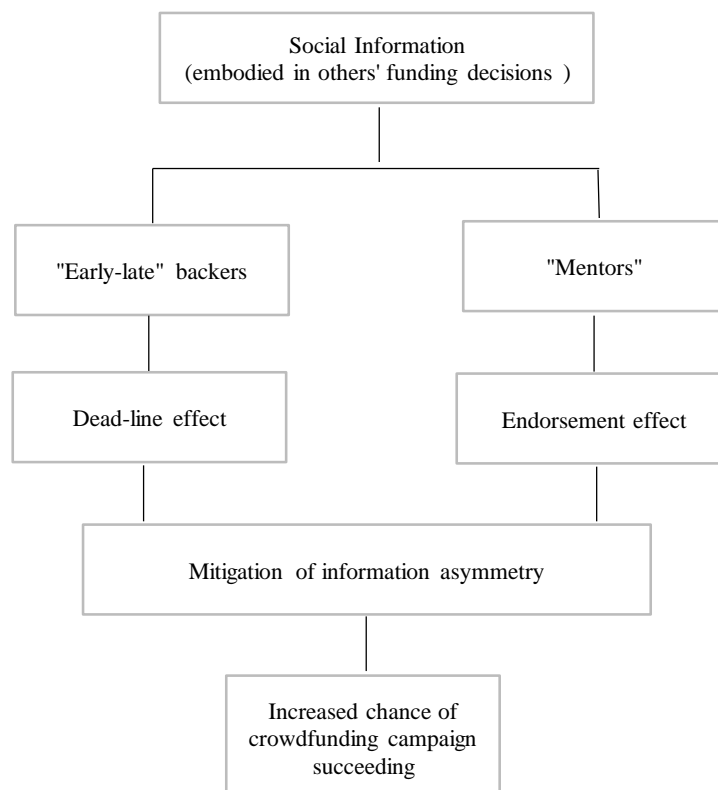 Social Information
(embodied in others' funding decisions )
"Early-late" backers
"Mentors"
Dead-line effect
Endorsement effect
Mitigation of information asymmetry
Increased chance of
crowdfunding campaign
succeeding